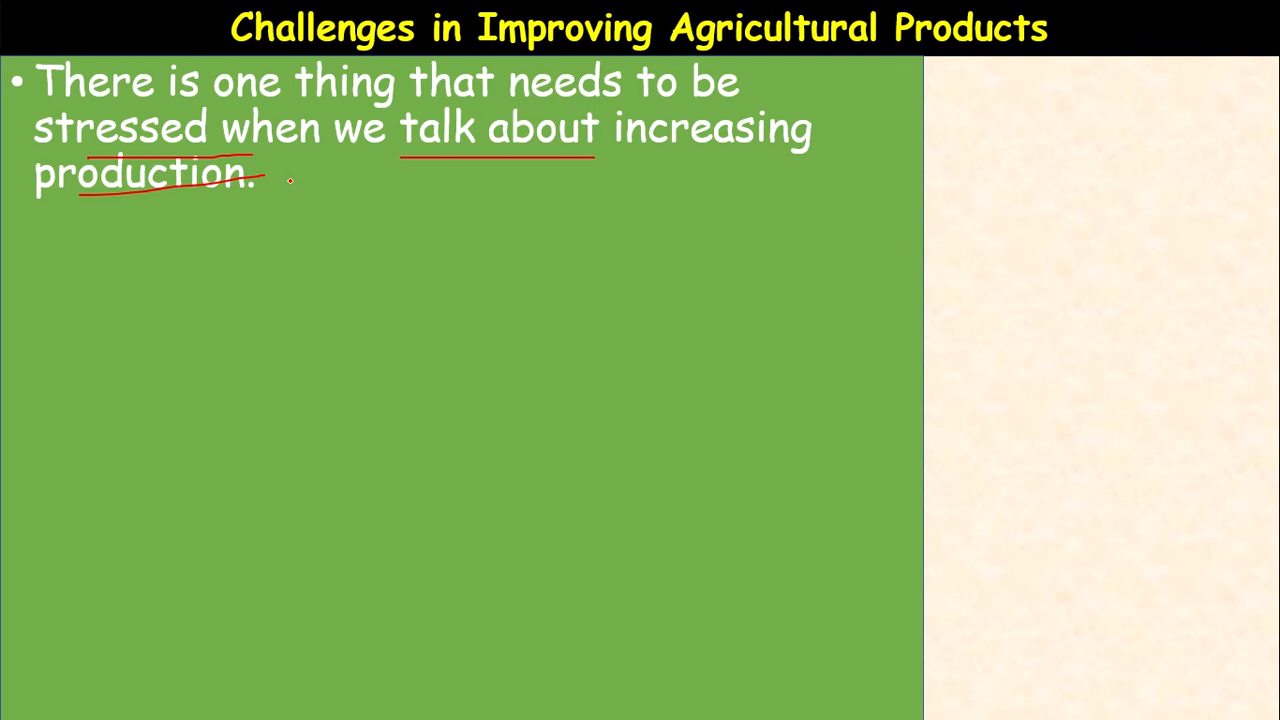 Challenges in Improving Agricultural Products
• There is one thing that needs to be
stressed when we talk about increasing
production.